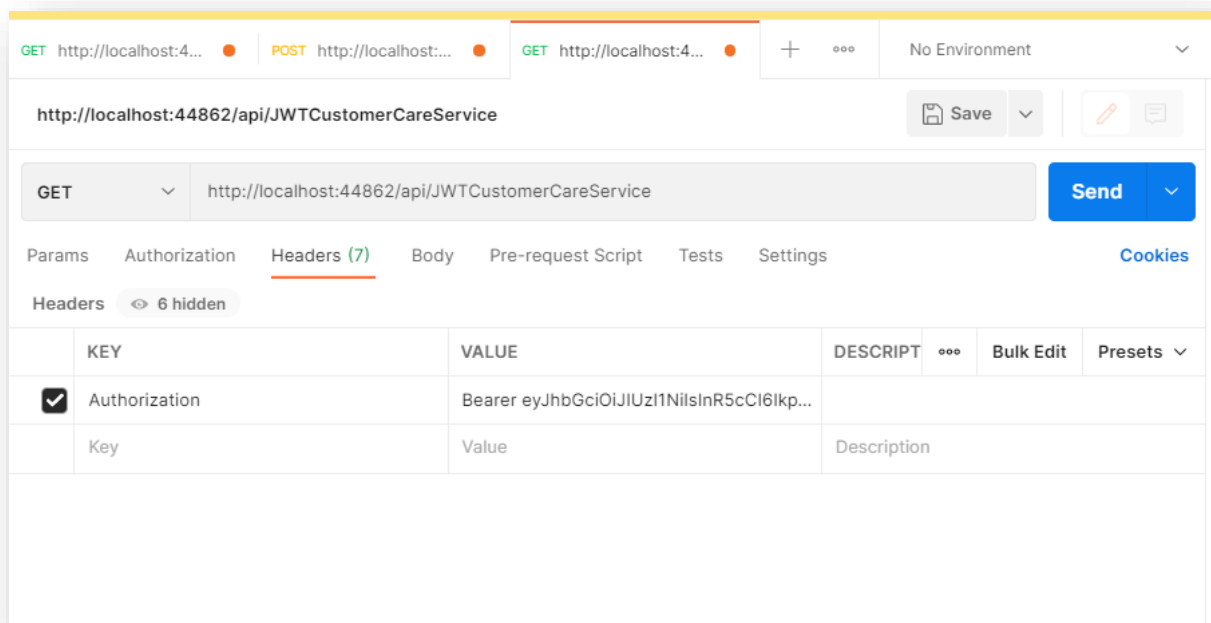 GET http://localhost:4... POST http://localhost:... GET http://localhost:4... No Environment
http://localhost:44862/api/JWTCustomerCareService Save
GET http://localhost:44862/api/JWTCustomerCareService Send
Params Authorization Headers (7) Body Pre-request Script Tests Settings Cookies
Headers 6 hidden
KEY VALUE DESCRIPT Bulk Edit Presets
Authorization Bearer eyJhbGciOiJIUzI1NiIsInR5cCI6Ikp...
Key Value Description